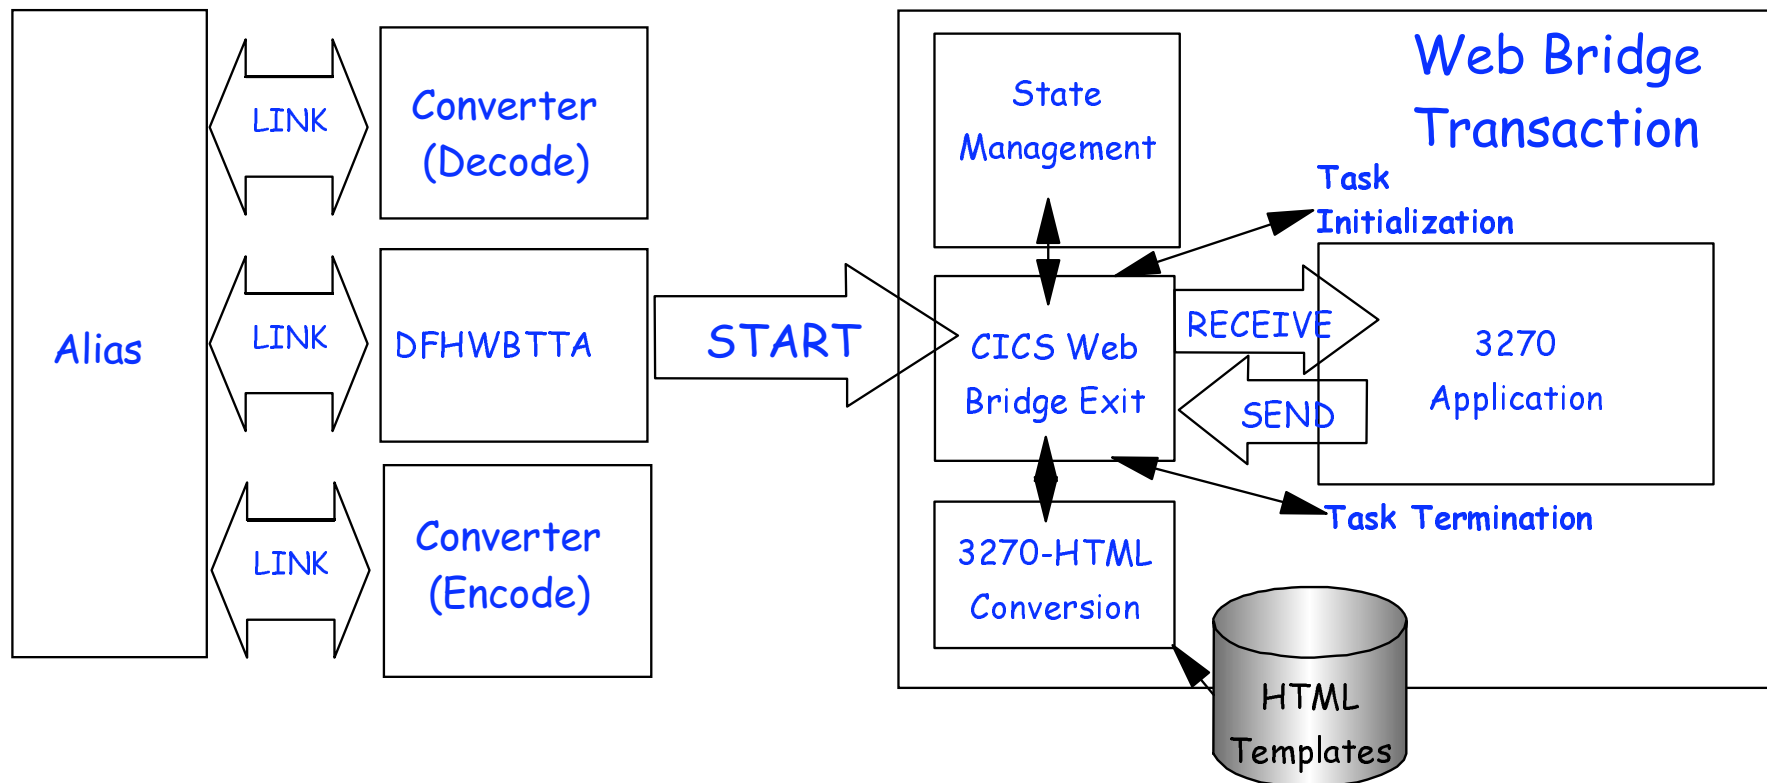 Alias
LINK
Converter
(Decode)
LINK
DFHWBTTA
LINK
Converter
(Encode)
START
Web Bridge
Transaction
State
Management
Task
Initialization
CICS Web
Bridge Exit
RECEIVE
SEND
3270
Application
Task Termination
3270-HTML
Conversion
HTML
Templates